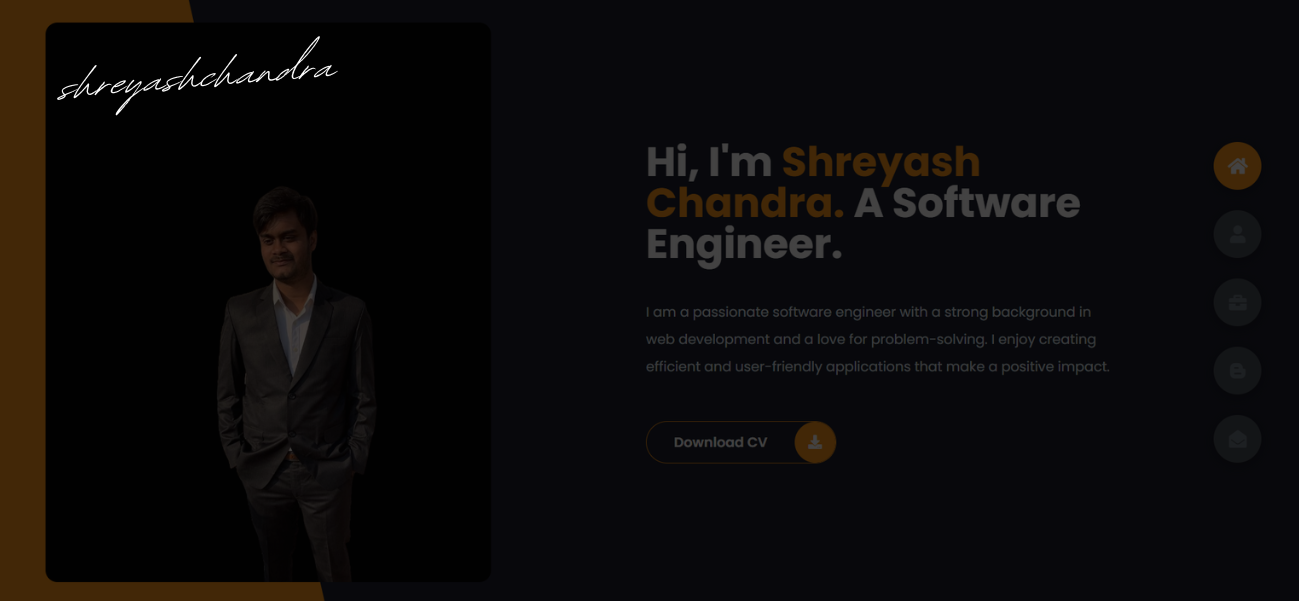 shreyashchandra
Hi, I'm Shreyash
Chandra. A Software
Engineer.
I am a passionate software engineer with a strong background in
web development and a love for problem-solving. I enjoy creating
efficient and user-friendly applications that make a positive impact.
Download CV